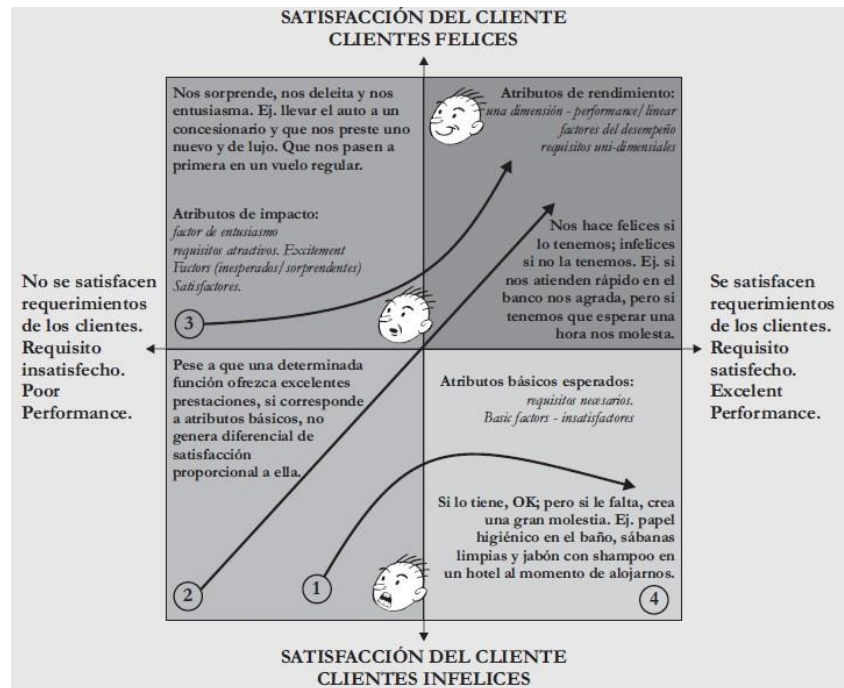 SATISFACCIÓN DEL CLIENTE
CLIENTES FELICES
Nos sorprende, nos deleita y nos
entusiasma. Ej. llevar el auto a un
concesionario y que nos preste uno
nuevo y de lujo. Que nos pasen a
primera en un vuelo regular.
Atributos de impacto:
factor de entusiasmo
requisitos atractivos. Excitement
Factors (inesperados/sorprendentes)
Satisfactores.
3
Atributos de rendimiento:
una dimensión - performance/linear
factores del desempeño
requisitos uni-dimensiales
Nos hace felices si
lo tenemos; infelices
si no la tenemos. Ej. si
nos atienden rápido en el
banco nos agrada, pero si
tenemos que esperar una
hora nos molesta.
No se satisfacen
requerimientos
de los clientes.
Requisito
insatisfecho.
Poor
Performance.
Se satisfacen
requerimientos
de los clientes.
Requisito
satisfecho.
Excelent
Performance.
Pese a que una determinada
función ofrezca excelentes
prestaciones, si corresponde
a atributos básicos, no
genera diferencial de
satisfacción
proporcional a ella.
2
1
Atributos básicos esperados:
requisitos necesarios.
Basic factors - insatisfactores
Si lo tiene, OK; pero si le falta, crea
una gran molestia. Ej. papel
higiénico en el baño, sábanas
limpias y jabón con shampoo en
un hotel al momento de alojarnos.
4
SATISFACCIÓN DEL CLIENTE
CLIENTES INFELICES